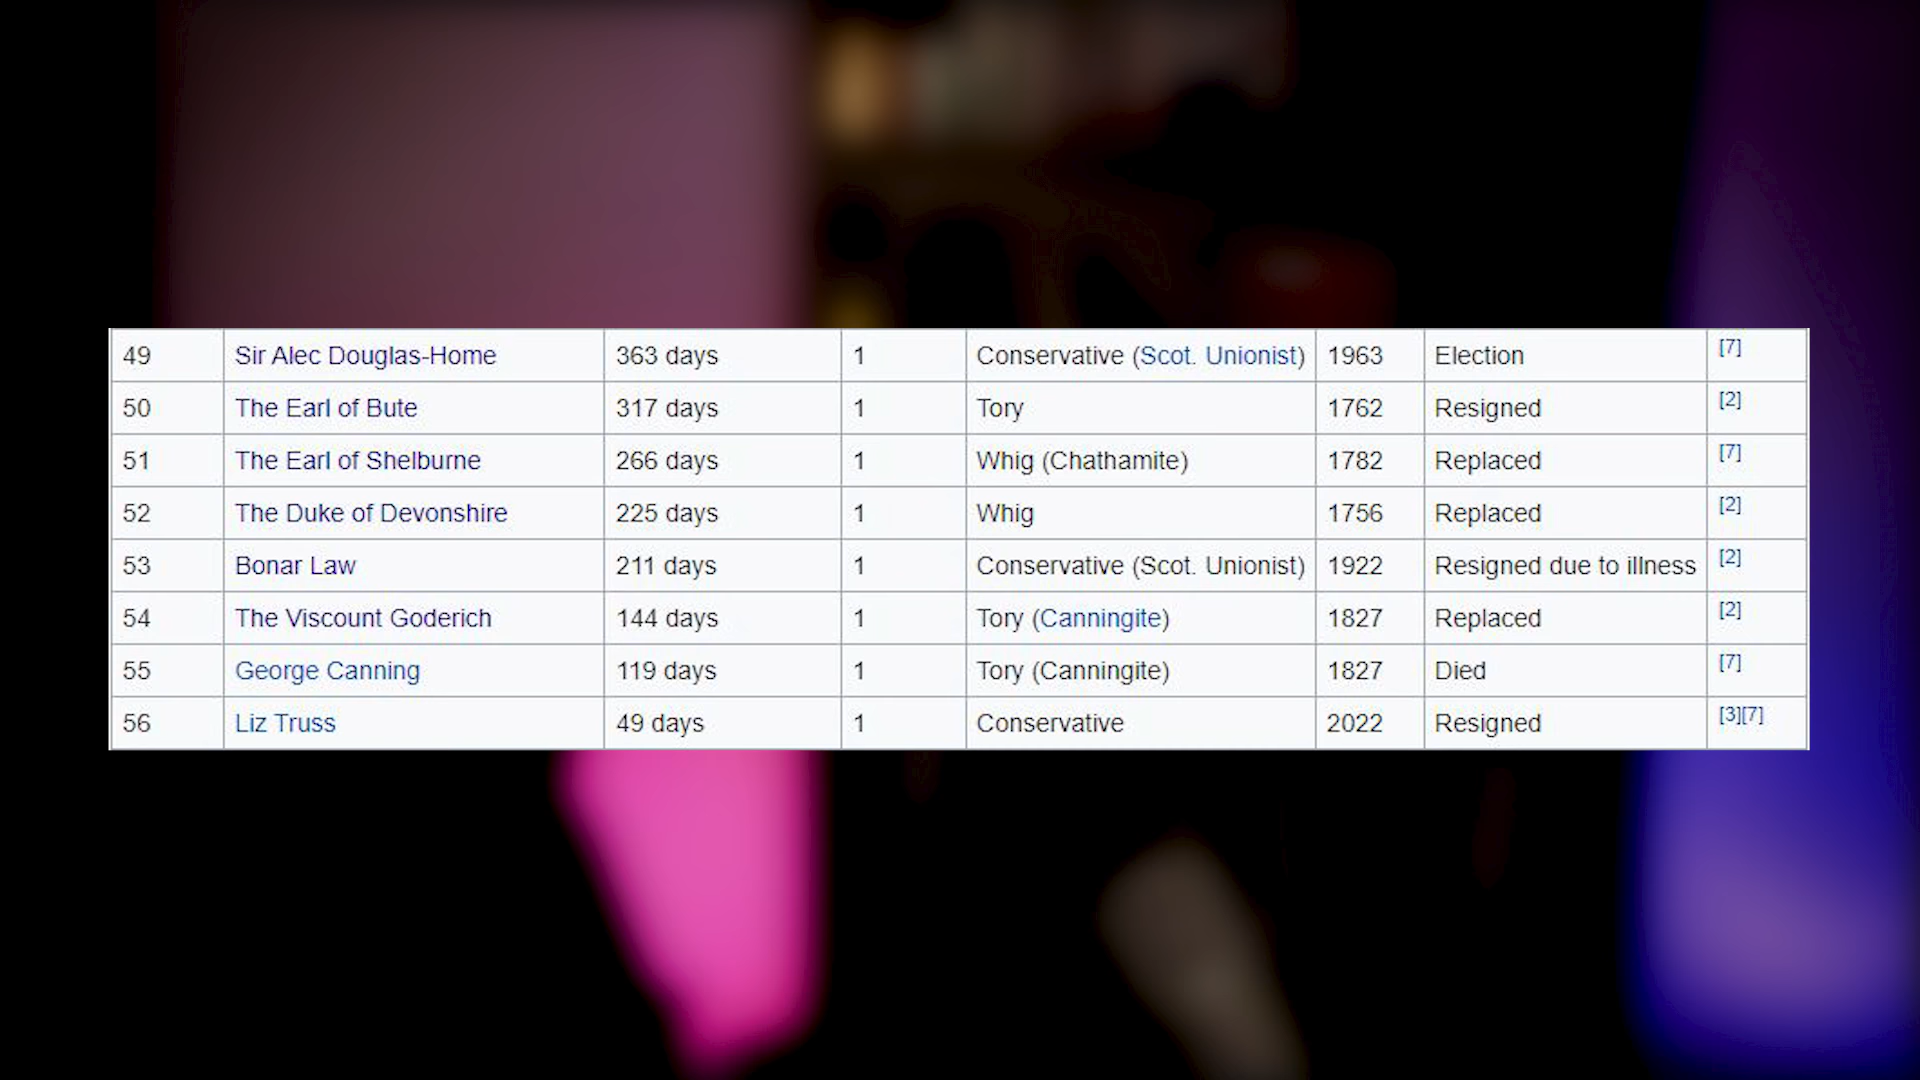 49 Sir Alec Douglas-Home 363 days 1 Conservative (Scot. Unionist) 1963 Election [7]
50 The Earl of Bute 317 days 1 Tory 1762 Resigned [2]
51 The Earl of Shelburne 266 days 1 Whig (Chathamite) 1782 Replaced [7]
52 The Duke of Devonshire 225 days 1 Whig 1756 Replaced [2]
53 Bonar Law 211 days 1 Conservative (Scot. Unionist) 1922 Resigned due to illness [2]
54 The Viscount Goderich 144 days 1 Tory (Canningite) 1827 Replaced [2]
55 George Canning 119 days 1 Tory (Canningite) 1827 Died [7]
56 Liz Truss 49 days 1 Conservative 2022 Resigned [3][7]